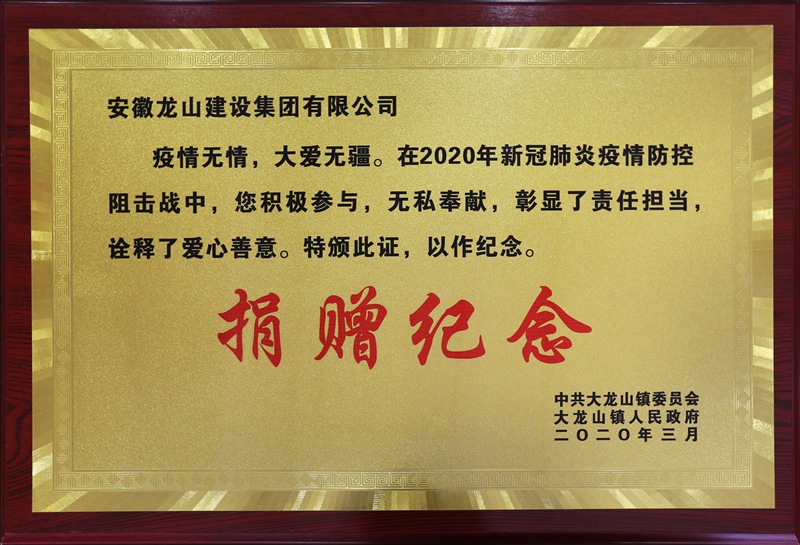 安徽龙山建设集团有限公司
疫情无情，大爱无疆。在2020年新冠肺炎疫情防控
阻击战中，您积极参与，无私奉献，彰显了责任担当，
诠释了爱心善意。特颁此证，以作纪念。
捐赠纪念
中共大龙山镇委员会
大龙山镇人民政府
二〇二〇年三月